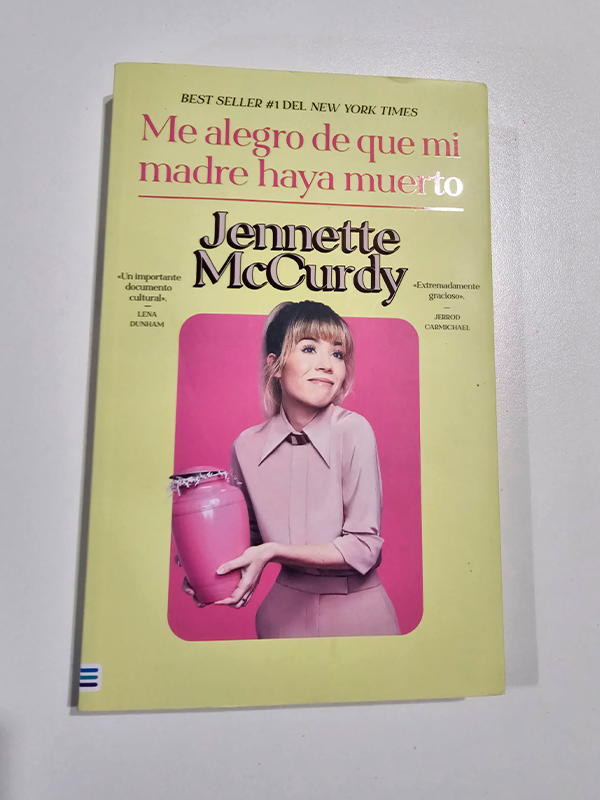 BEST SELLER #1 DEL NEW YORK TIMES
Me alegro de que mi
madre haya muerto
Jennette
McCurdy
«Un importante
documento
cultural».
—
LENA
DUNHAM
«Extremadamente
gracioso».
—
JERROD
CARMICHAEL